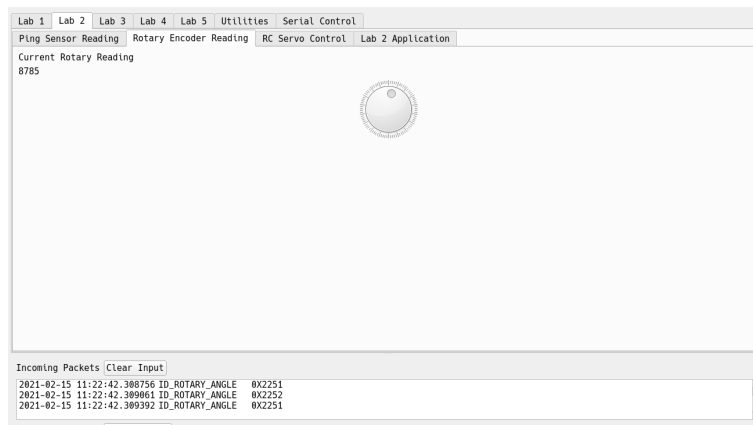 Lab 1 Lab 2 Lab 3 Lab 4 Lab 5 Utilities Serial Control
Ping Sensor Reading Rotary Encoder Reading RC Servo Control Lab 2 Application
Current Rotary Reading
8785
Incoming Packets Clear Input
2021-02-15 11:22:42.308756 ID_ROTARY_ANGLE 0X2251
2021-02-15 11:22:42.309061 ID_ROTARY_ANGLE 0X2252
2021-02-15 11:22:42.309392 ID_ROTARY_ANGLE 0X2251